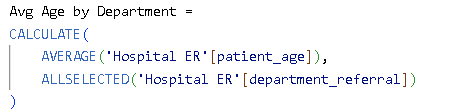 Avg Age by Department =
CALCULATE(
    AVERAGE('Hospital ER'[patient_age]),
    ALLSELECTED('Hospital ER'[department_referral])
)